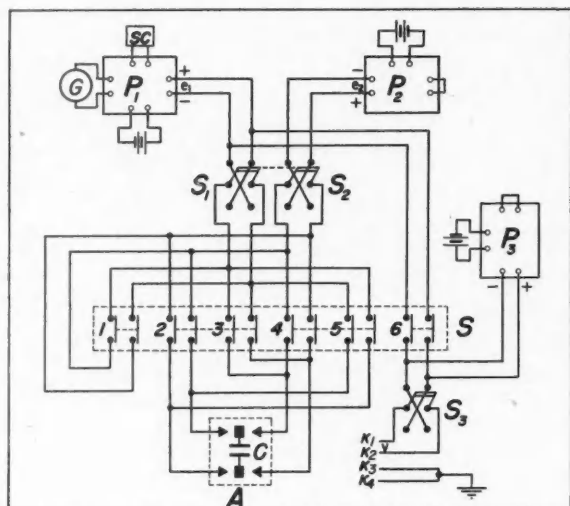 SC
G
P1
+
e1
-
-
e2
+
P2
S1
S2
P3
-
+
1
2
3
4
5
6
S
S3
C
A
K1
V
K2
K3
K4